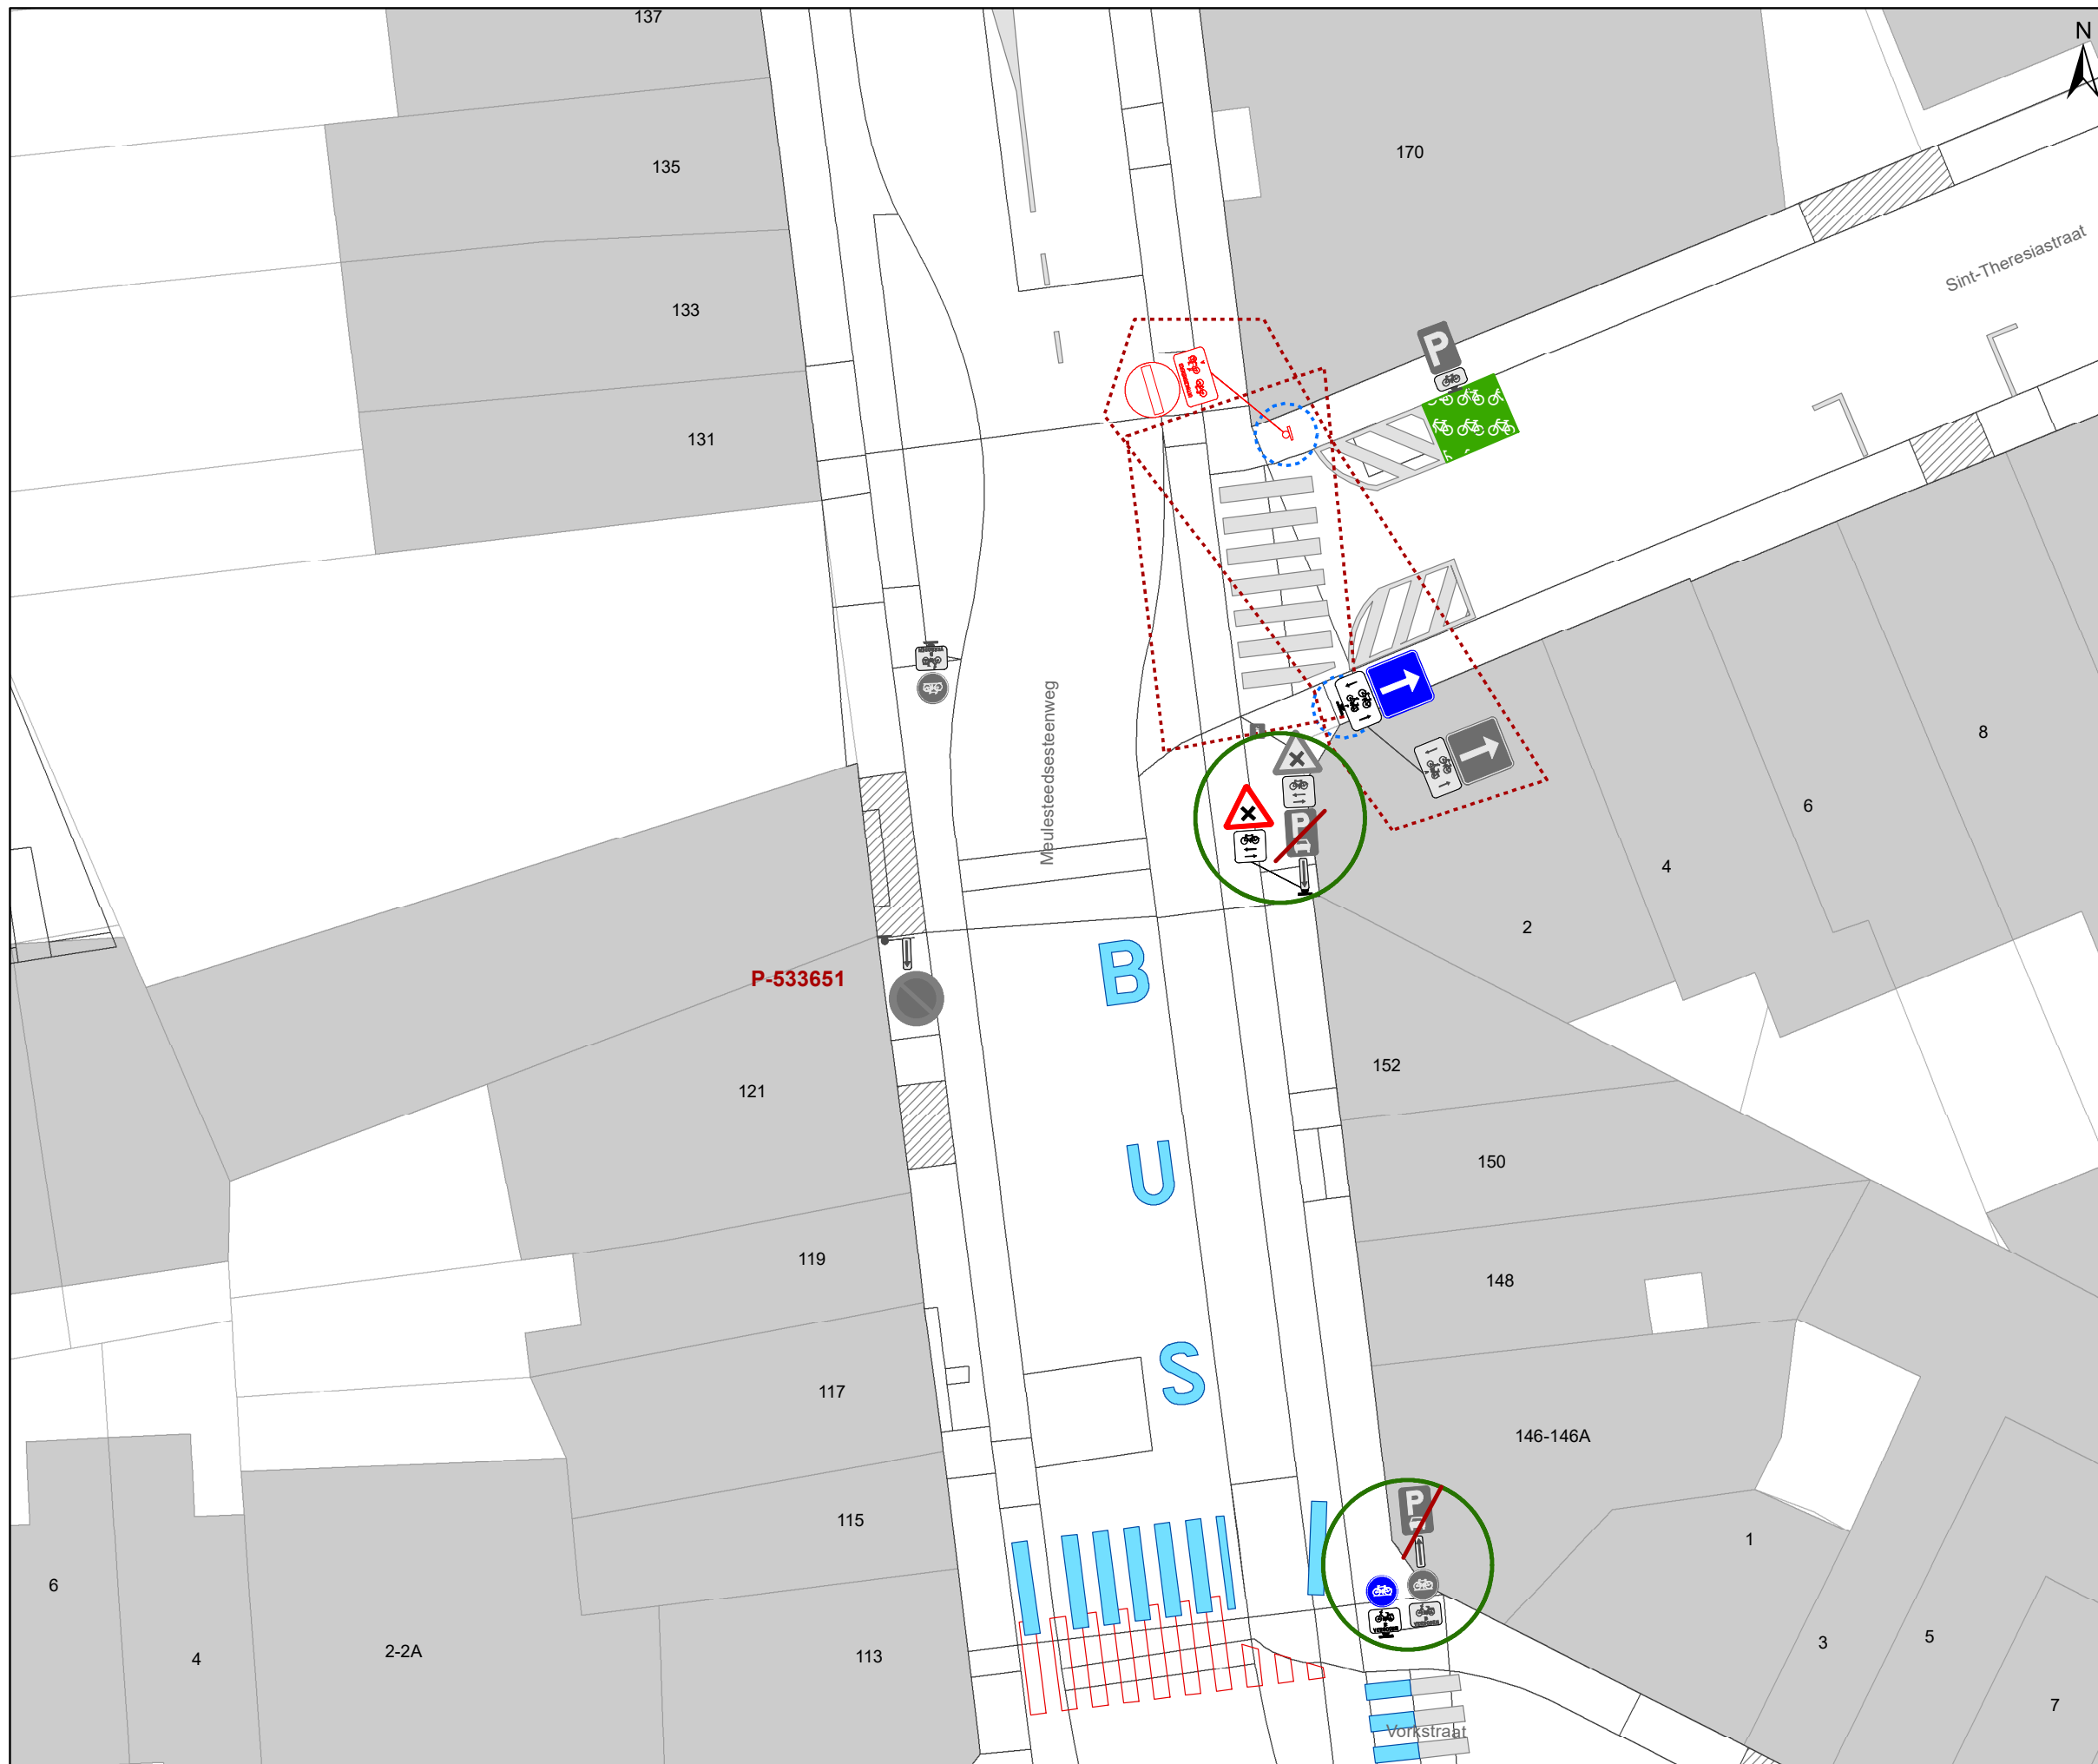 137
N
135
170
Sint-Theresiastraat
133
P
131
8
Meulesteedsesteenweg
6
P
4
2
B
P-533651
152
121
U
150
119
148
S
117
146-146A
P
115
1
6
5
3
2-2A
113
4
7
Vorkstraat